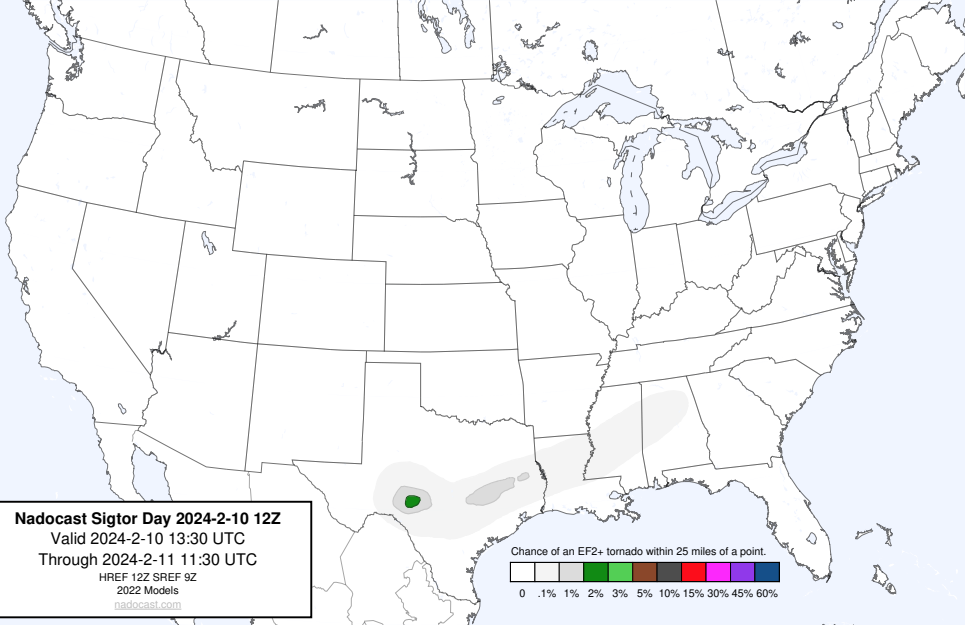 Nadocast Sigtor Day 2024-2-10 12Z
Valid 2024-2-10 13:30 UTC
Through 2024-2-11 11:30 UTC
HREF 12Z SREF 9Z
2022 Models
nadocast.com
Chance of an EF2+ tornado within 25 miles of a point.
0 .1% 1% 2% 3% 5% 10% 15% 30% 45% 60%